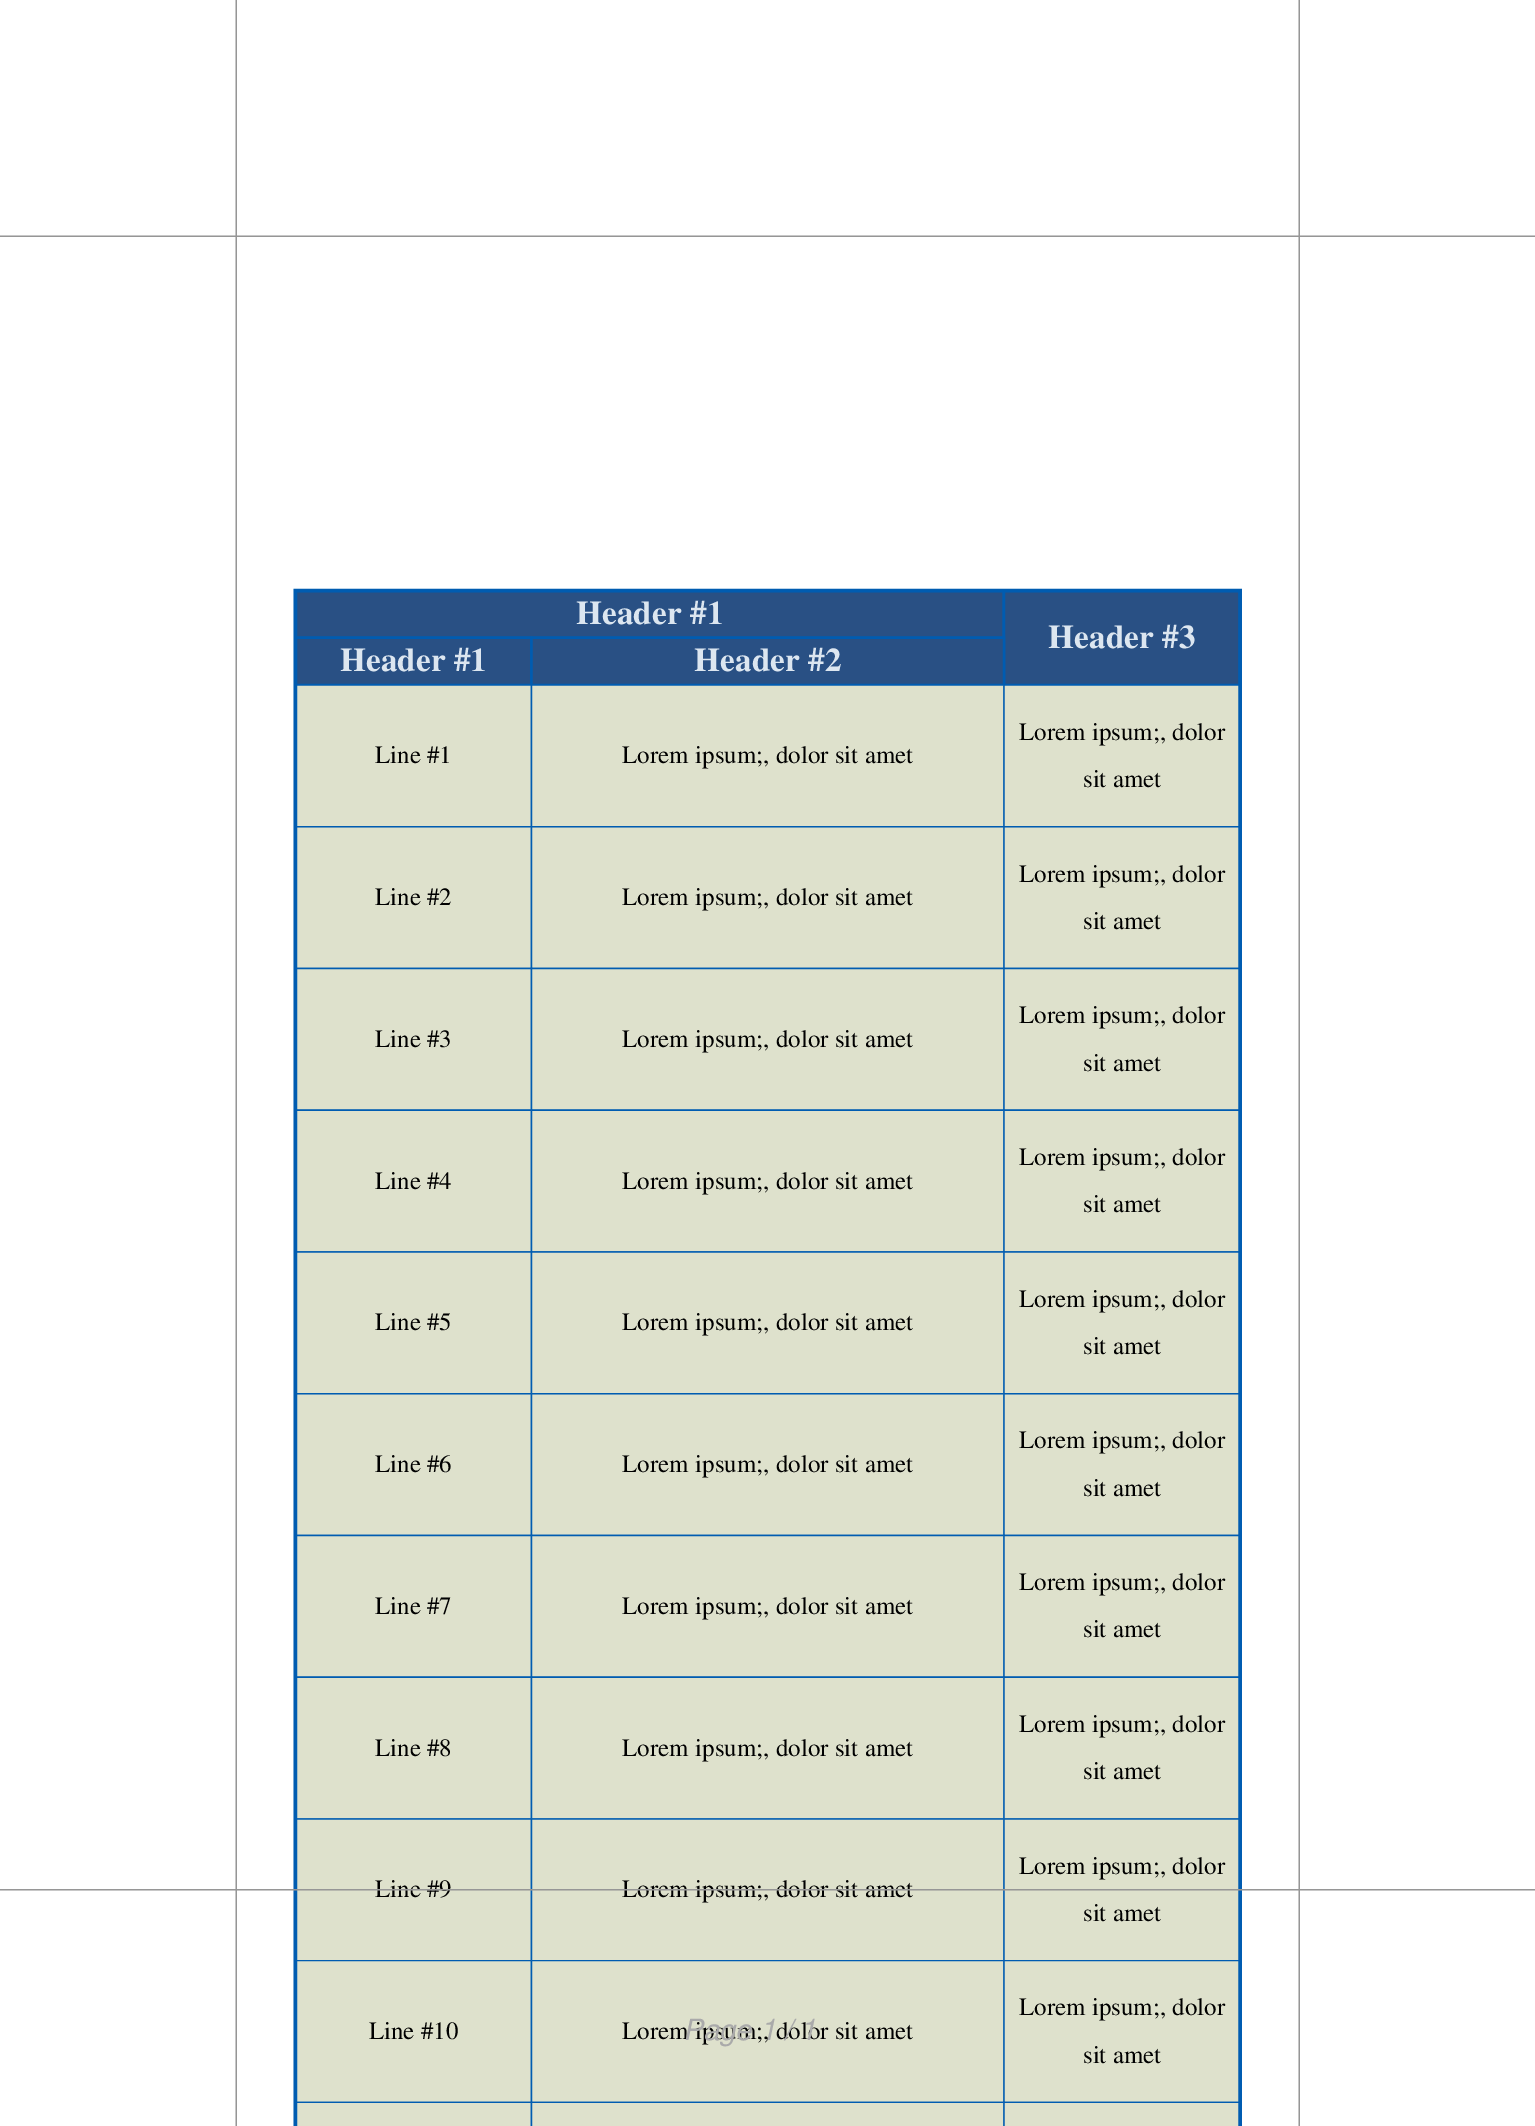 Header #1
Header #3
Header #1 Header #2
Line #1 Lorem ipsum;, dolor sit amet Lorem ipsum;, dolor
sit amet
Line #2 Lorem ipsum;, dolor sit amet Lorem ipsum;, dolor
sit amet
Line #3 Lorem ipsum;, dolor sit amet Lorem ipsum;, dolor
sit amet
Line #4 Lorem ipsum;, dolor sit amet Lorem ipsum;, dolor
sit amet
Line #5 Lorem ipsum;, dolor sit amet Lorem ipsum;, dolor
sit amet
Line #6 Lorem ipsum;, dolor sit amet Lorem ipsum;, dolor
sit amet
Line #7 Lorem ipsum;, dolor sit amet Lorem ipsum;, dolor
sit amet
Line #8 Lorem ipsum;, dolor sit amet Lorem ipsum;, dolor
sit amet
Line #9 Lorem ipsum;, dolor sit amet Lorem ipsum;, dolor
sit amet
Line #10 Lorem ipsum;, dolor sit amet Lorem ipsum;, dolor
sit amet
Page 1 / 1